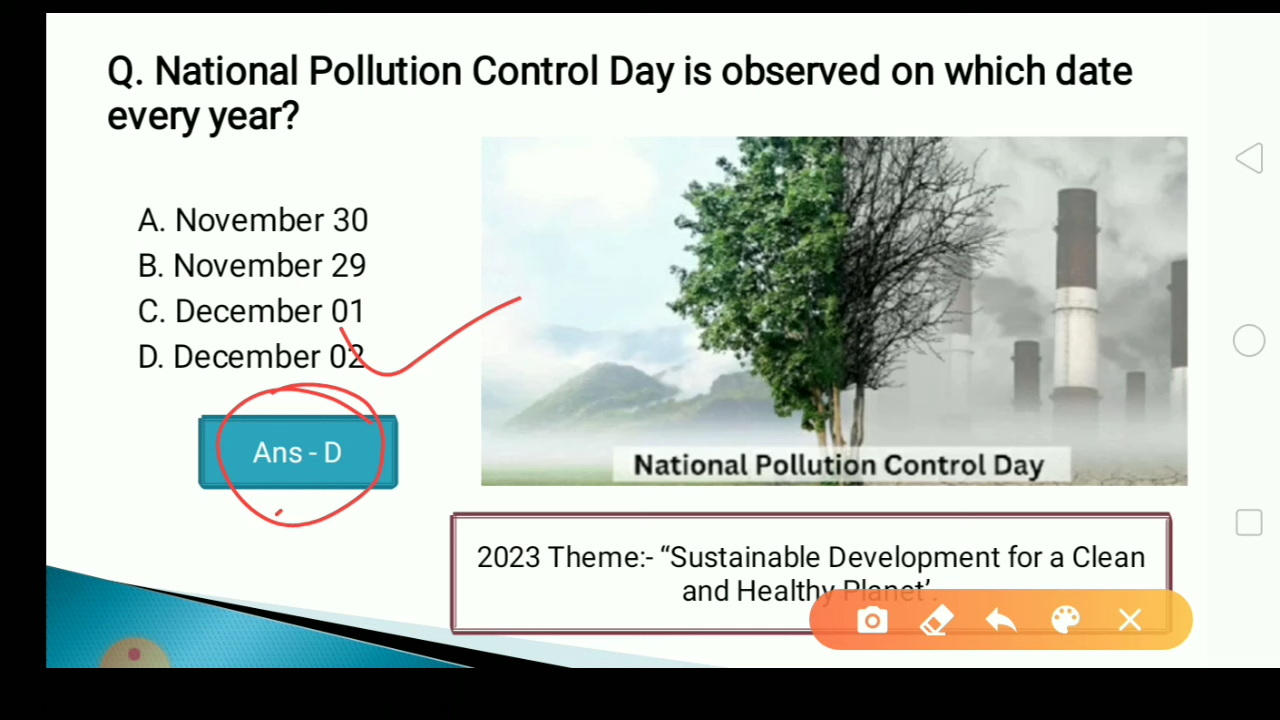 Q. National Pollution Control Day is observed on which date
every year?
A. November 30
B. November 29
C. December 01
D. December 02
Ans - D
National Pollution Control Day
2023 Theme:- “Sustainable Development for a Clean
and Healthy Planet’.